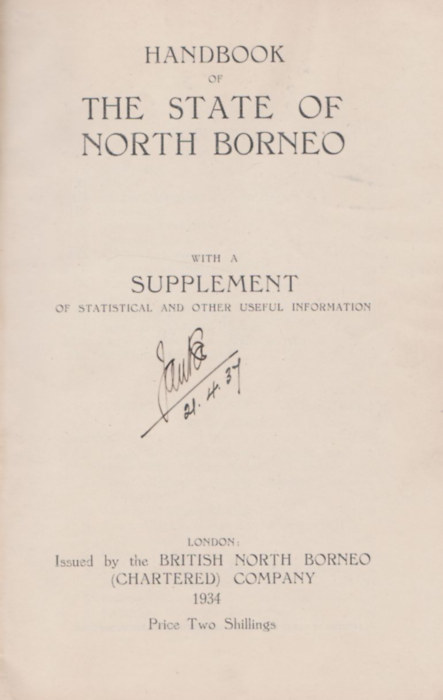 HANDBOOK
OF
THE STATE OF
NORTH BORNEO
WITH A
SUPPLEMENT
OF STATISTICAL AND OTHER USEFUL INFORMATION
21.4.37
LONDON:
Issued by the BRITISH NORTH BORNEO
(CHARTERED) COMPANY
1934
Price Two Shillings